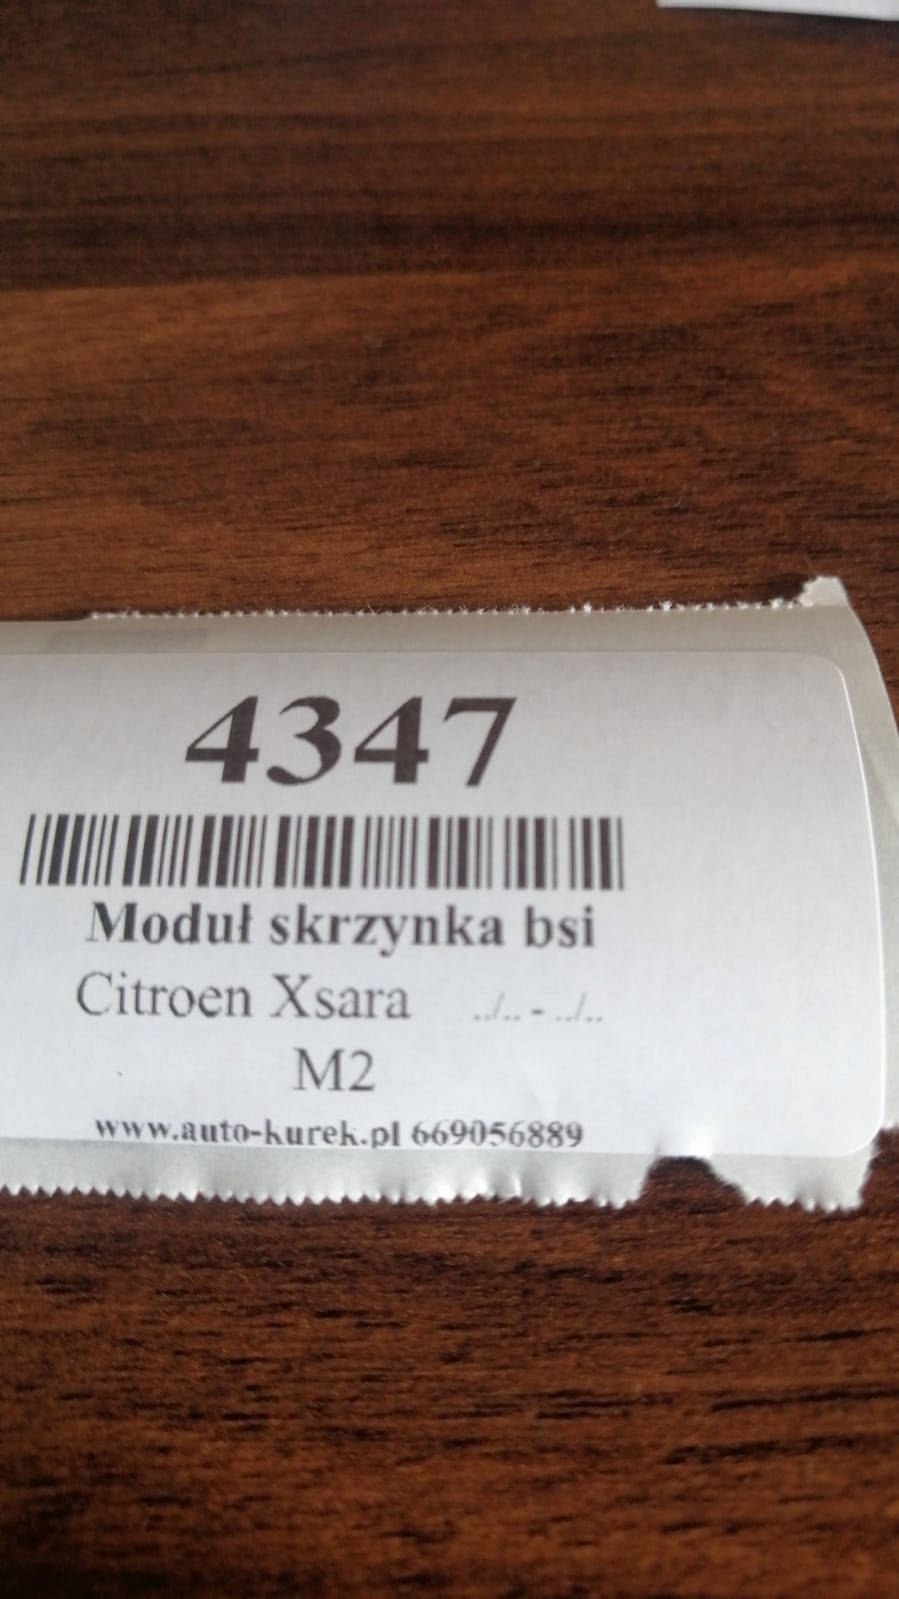 4347
Moduł skrzynka bsi
Citroen Xsara ../.. - ../..
M2
www.auto-kurek.pl 669056889